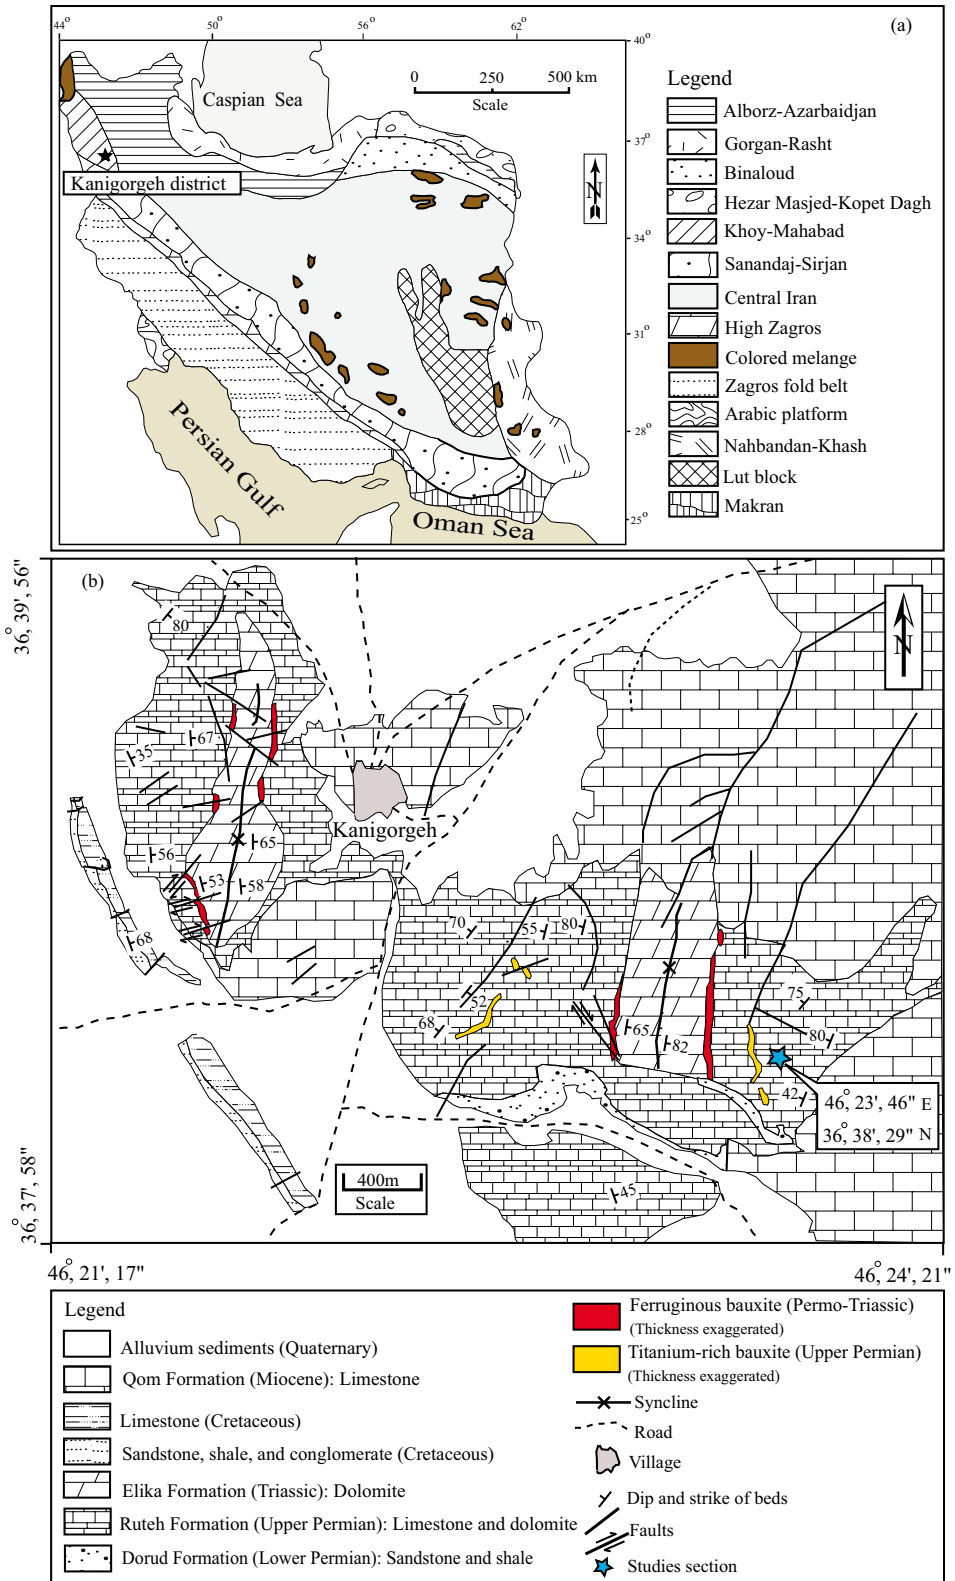 44°
50°
56°
62°
(a)
40°
0 250 500 km
Scale
Caspian Sea
37°
N
Kanigorgeh district
34°
31°
28°
25°
Persian Gulf
Oman Sea
Legend
Alborz-Azarbaidjan
Gorgan-Rasht
Binaloud
Hezar Masjed-Kopet Dagh
Khoy-Mahabad
Sanandaj-Sirjan
Central Iran
High Zagros
Colored melange
Zagros fold belt
Arabic platform
Nahbandan-Khash
Lut block
Makran
36°, 39', 56"
(b)
N
80
67
35
Kanigorgeh
65
56
53
58
68
70
55
80
52
68
65
82
75
80
42
46°, 23', 46" E
36°, 38', 29" N
400m
Scale
45
36°, 37', 58"
46°, 21', 17"
46°, 24', 21"
Legend
Alluvium sediments (Quaternary)
Qom Formation (Miocene): Limestone
Limestone (Cretaceous)
Sandstone, shale, and conglomerate (Cretaceous)
Elika Formation (Triassic): Dolomite
Ruteh Formation (Upper Permian): Limestone and dolomite
Dorud Formation (Lower Permian): Sandstone and shale
Ferruginous bauxite (Permo-Triassic)
(Thickness exaggerated)
Titanium-rich bauxite (Upper Permian)
(Thickness exaggerated)
Syncline
Road
Village
Dip and strike of beds
Faults
Studies section